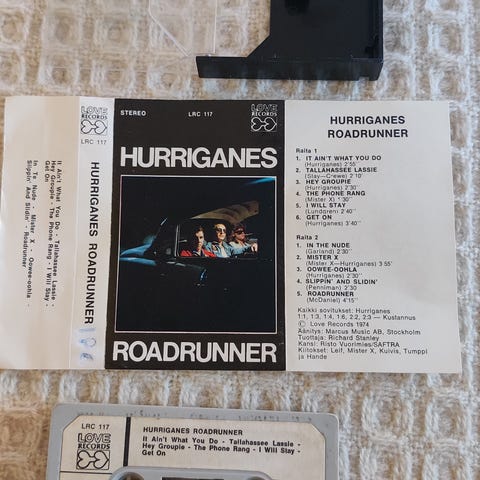 LOVE
RECORDS
LRC 117
It Ain't What You Do - Tallahassee Lassie -
Hey Groupie - The Phone Rang - I Will Stay -
Get On
In Te Nude - Mister X - Oowee-oohla -
Slippin' And Slidin' - Roadrunner
HURRIGANES ROADRUNNER
STEREO
LRC 117
LOVE
RECORDS
HURRIGANES
ROADRUNNER
HURRIGANES
ROADRUNNER
Raita 1
1. IT AIN'T WHAT YOU DO
(Hurriganes) 2'55"
2. TALLAHASSEE LASSIE
(Slay—Crewe) 2'10'
3. HEY GROUPIE
(Hurriganes) 2'30"
4. THE PHONE RANG
(Mister X) 1'30"
5. I WILL STAY
(Lundgren) 2'40"
6. GET ON
(Hurriganes) 3'40"
Raita 2
1. IN THE NUDE
(Garland) 2'30"
2. MISTER X
(Mister X—Hurriganes) 3'55"
3. OOWEE-OOHLA
(Hurriganes) 2'30"
4. SLIPPIN' AND SLIDIN'
(Penniman) 2'30
5. ROADRUNNER
(McDaniel) 4'15"
Kaikki sovitukset: Hurriganes
1:1, 1:3, 1:4, 1:6, 2:2, 2:3 — Kustannus
© Love Records 1974
Äänitys: Marcus Music AB, Stockholm
Tuottaja: Richard Stanley
Kansi: Risto Vuorimies/SAFTRA
Kiitokset: Leif, Mister X, Kuivis, Tumppi
ja Hande
LRC 117
LOVE
RECORDS
HURRIGANES ROADRUNNER
It Ain't What You Do - Tallahassee Lassie -
Hey Groupie - The Phone Rang - I Will Stay -
Get On